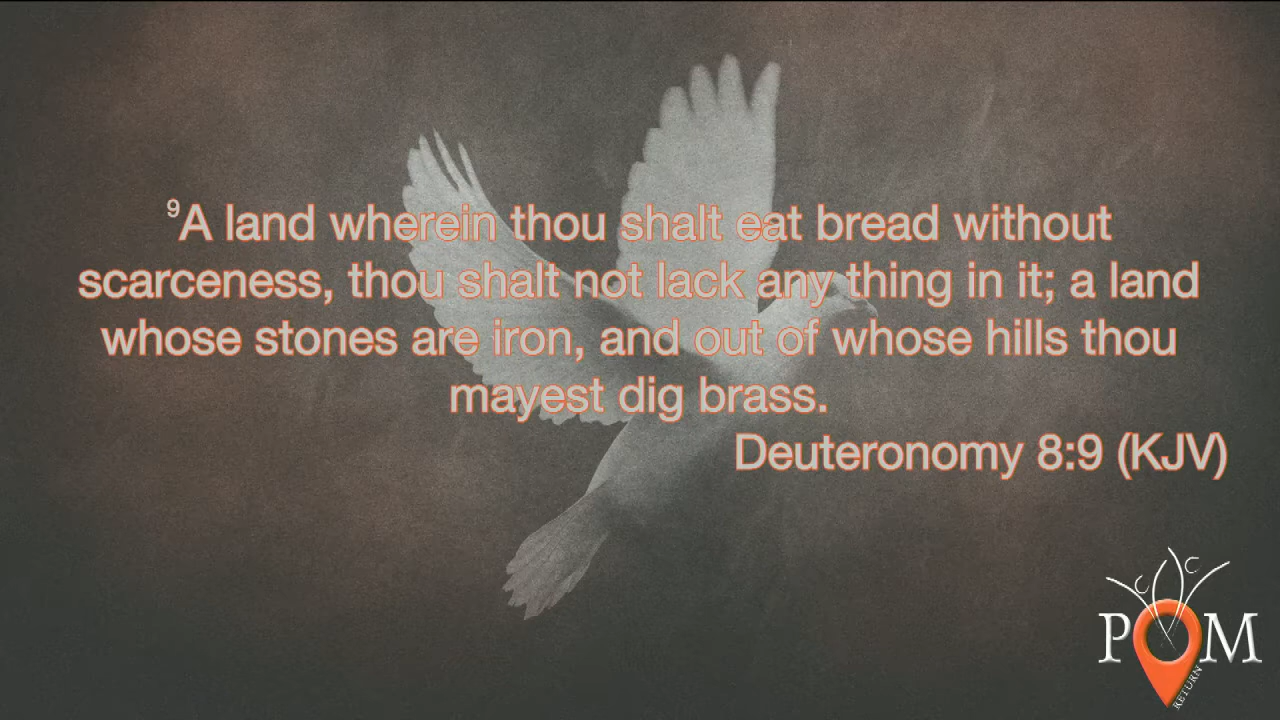 ⁹A land wherein thou shalt eat bread without
scarceness, thou shalt not lack any thing in it; a land
whose stones are iron, and out of whose hills thou
mayest dig brass.
Deuteronomy 8:9 (KJV)
POM
RETURN